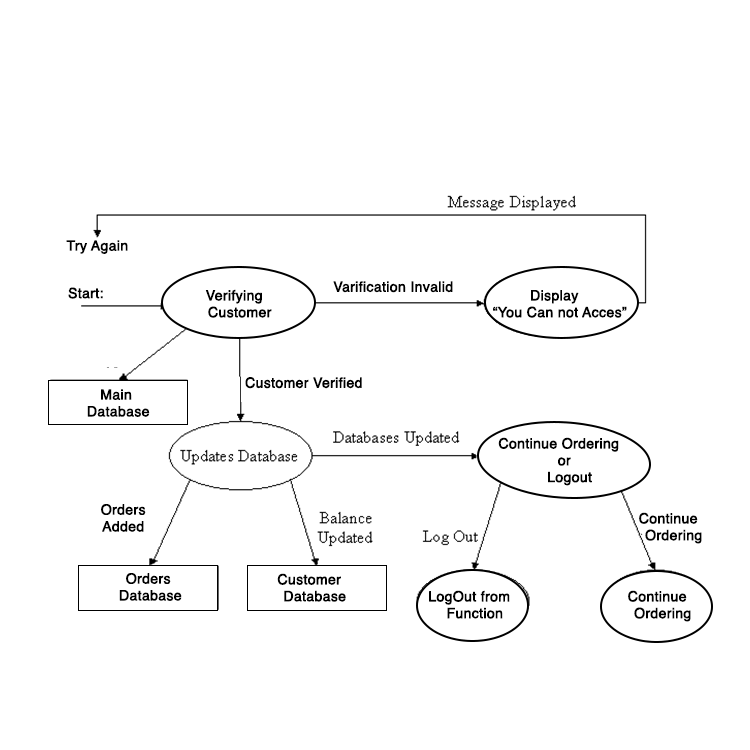 Message Displayed
Try Again
Start:
Verifying
Customer
Varification Invalid
Display
“You Can not Acces”
Main
Database
Customer Verified
Updates Database
Databases Updated
Continue Ordering
or
Logout
Orders
Added
Balance
Updated
Log Out
Continue
Ordering
Orders
Database
Customer
Database
LogOut from
Function
Continue
Ordering